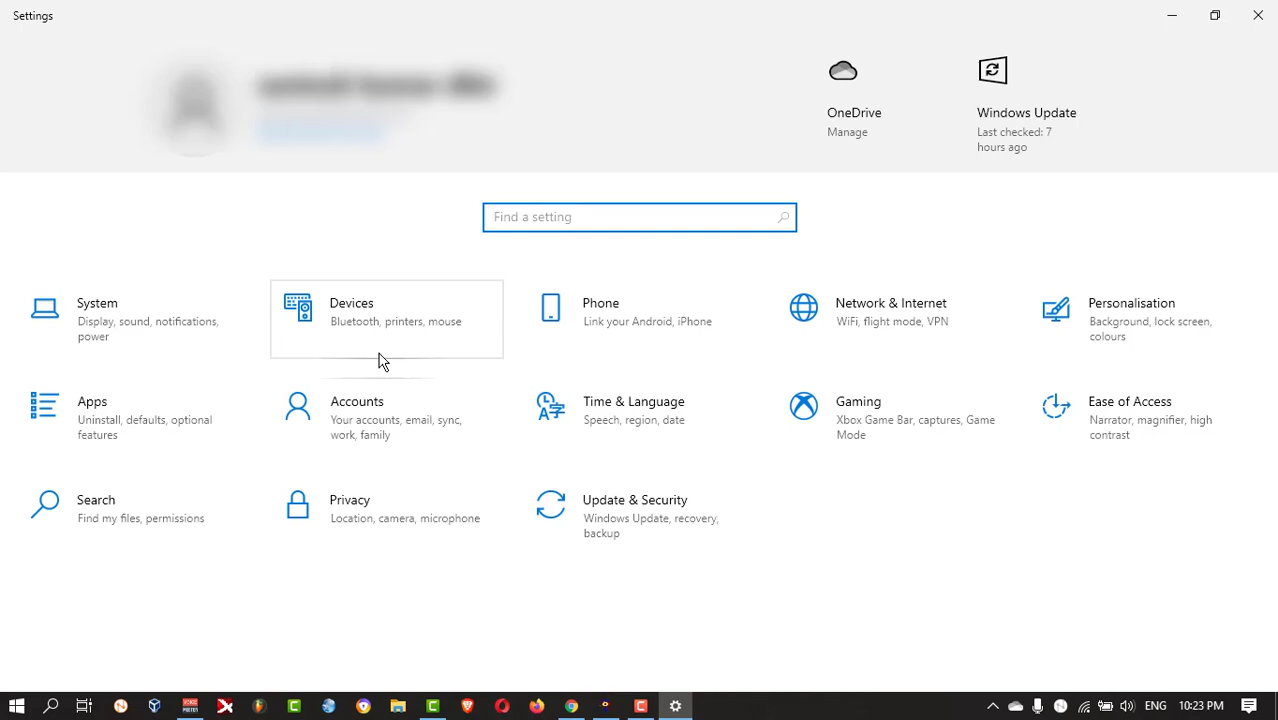 Settings
OneDrive
Manage
Windows Update
Last checked: 7
hours ago
Find a setting
System
Display, sound, notifications,
power
Devices
Bluetooth, printers, mouse
Phone
Link your Android, iPhone
Network & Internet
WiFi, flight mode, VPN
Personalisation
Background, lock screen,
colours
Apps
Uninstall, defaults, optional
features
Accounts
Your accounts, email, sync,
work, family
Time & Language
Speech, region, date
Gaming
Xbox Game Bar, captures, Game
Mode
Ease of Access
Narrator, magnifier, high
contrast
Search
Find my files, permissions
Privacy
Location, camera, microphone
Update & Security
Windows Update, recovery,
backup
ENG 10:23 PM